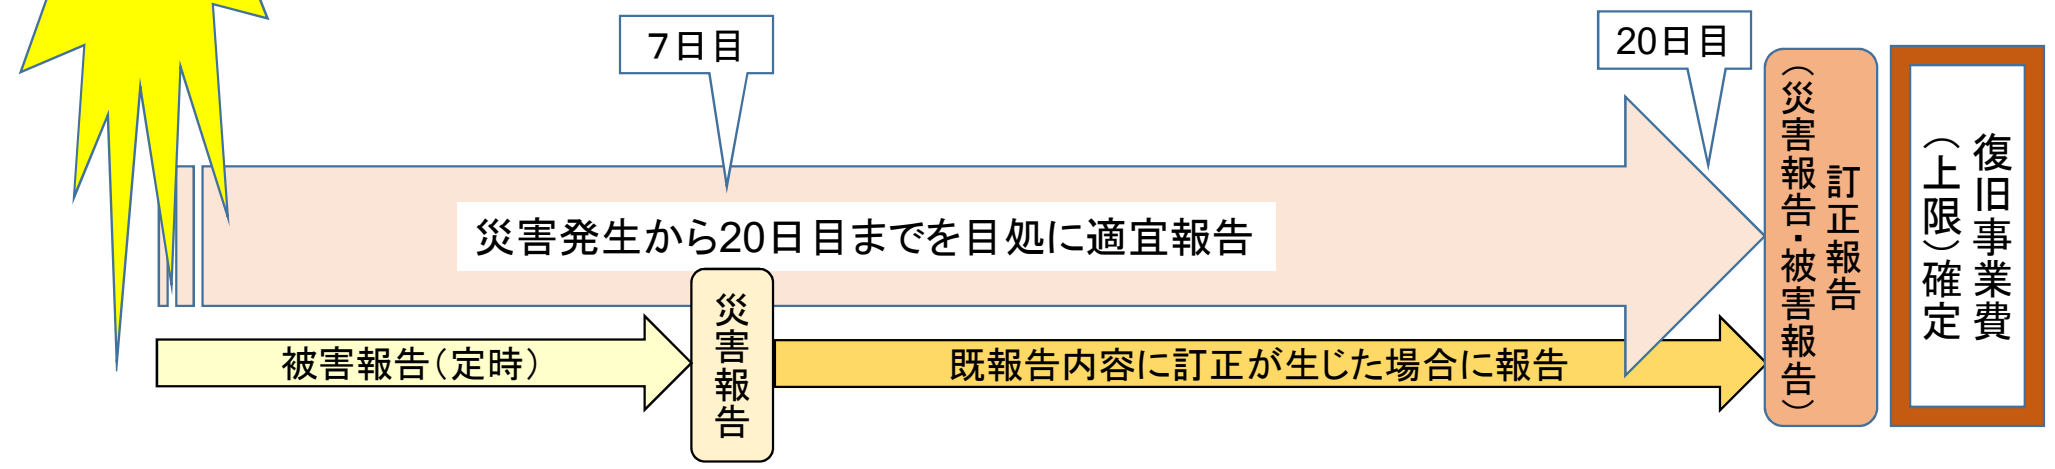 ７日目
20日目
災害発生から20日目までを目処に適宜報告
被害報告（定時）
災害報告
既報告内容に訂正が生じた場合に報告
訂正報告
（災害報告・被害報告）
復旧事業費
（上限）確定